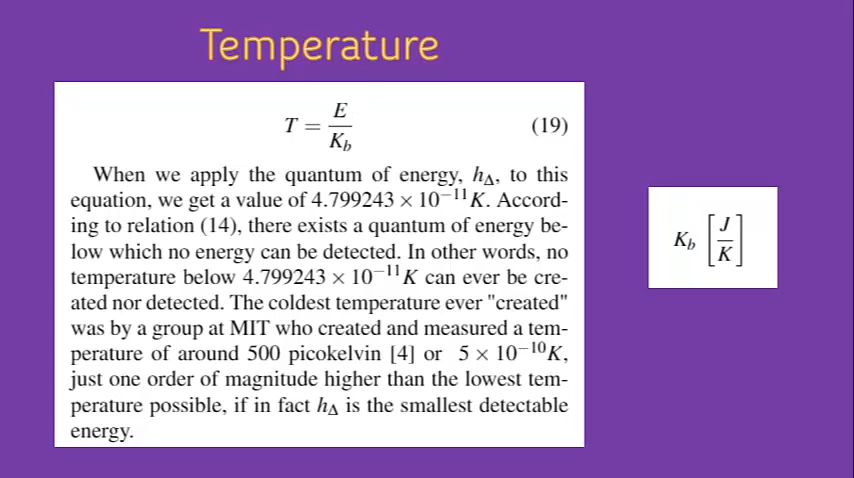 Temperature
T = E/K_b (19)
When we apply the quantum of energy, h_Δ, to this
equation, we get a value of 4.799243 × 10⁻¹¹K. Accord-
ing to relation (14), there exists a quantum of energy be-
low which no energy can be detected. In other words, no
temperature below 4.799243 × 10⁻¹¹K can ever be cre-
ated nor detected. The coldest temperature ever "created"
was by a group at MIT who created and measured a tem-
perature of around 500 picokelvin [4] or 5 × 10⁻¹⁰K,
just one order of magnitude higher than the lowest tem-
perature possible, if in fact h_Δ is the smallest detectable
energy.
K_b [J/K]